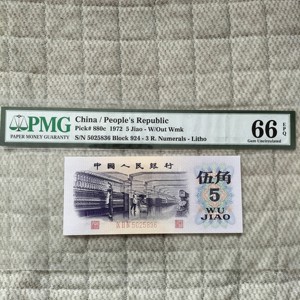 PMG
PAPER MONEY GUARANTY
China / People's Republic
Pick# 880c 1972 5 Jiao - W/Out Wmk
S/N 5025836 Block 924 - 3 R. Numerals - Litho
66 EPQ
Gem Uncirculated
中国人民银行
伍角
5
WU
JIAO
5025836